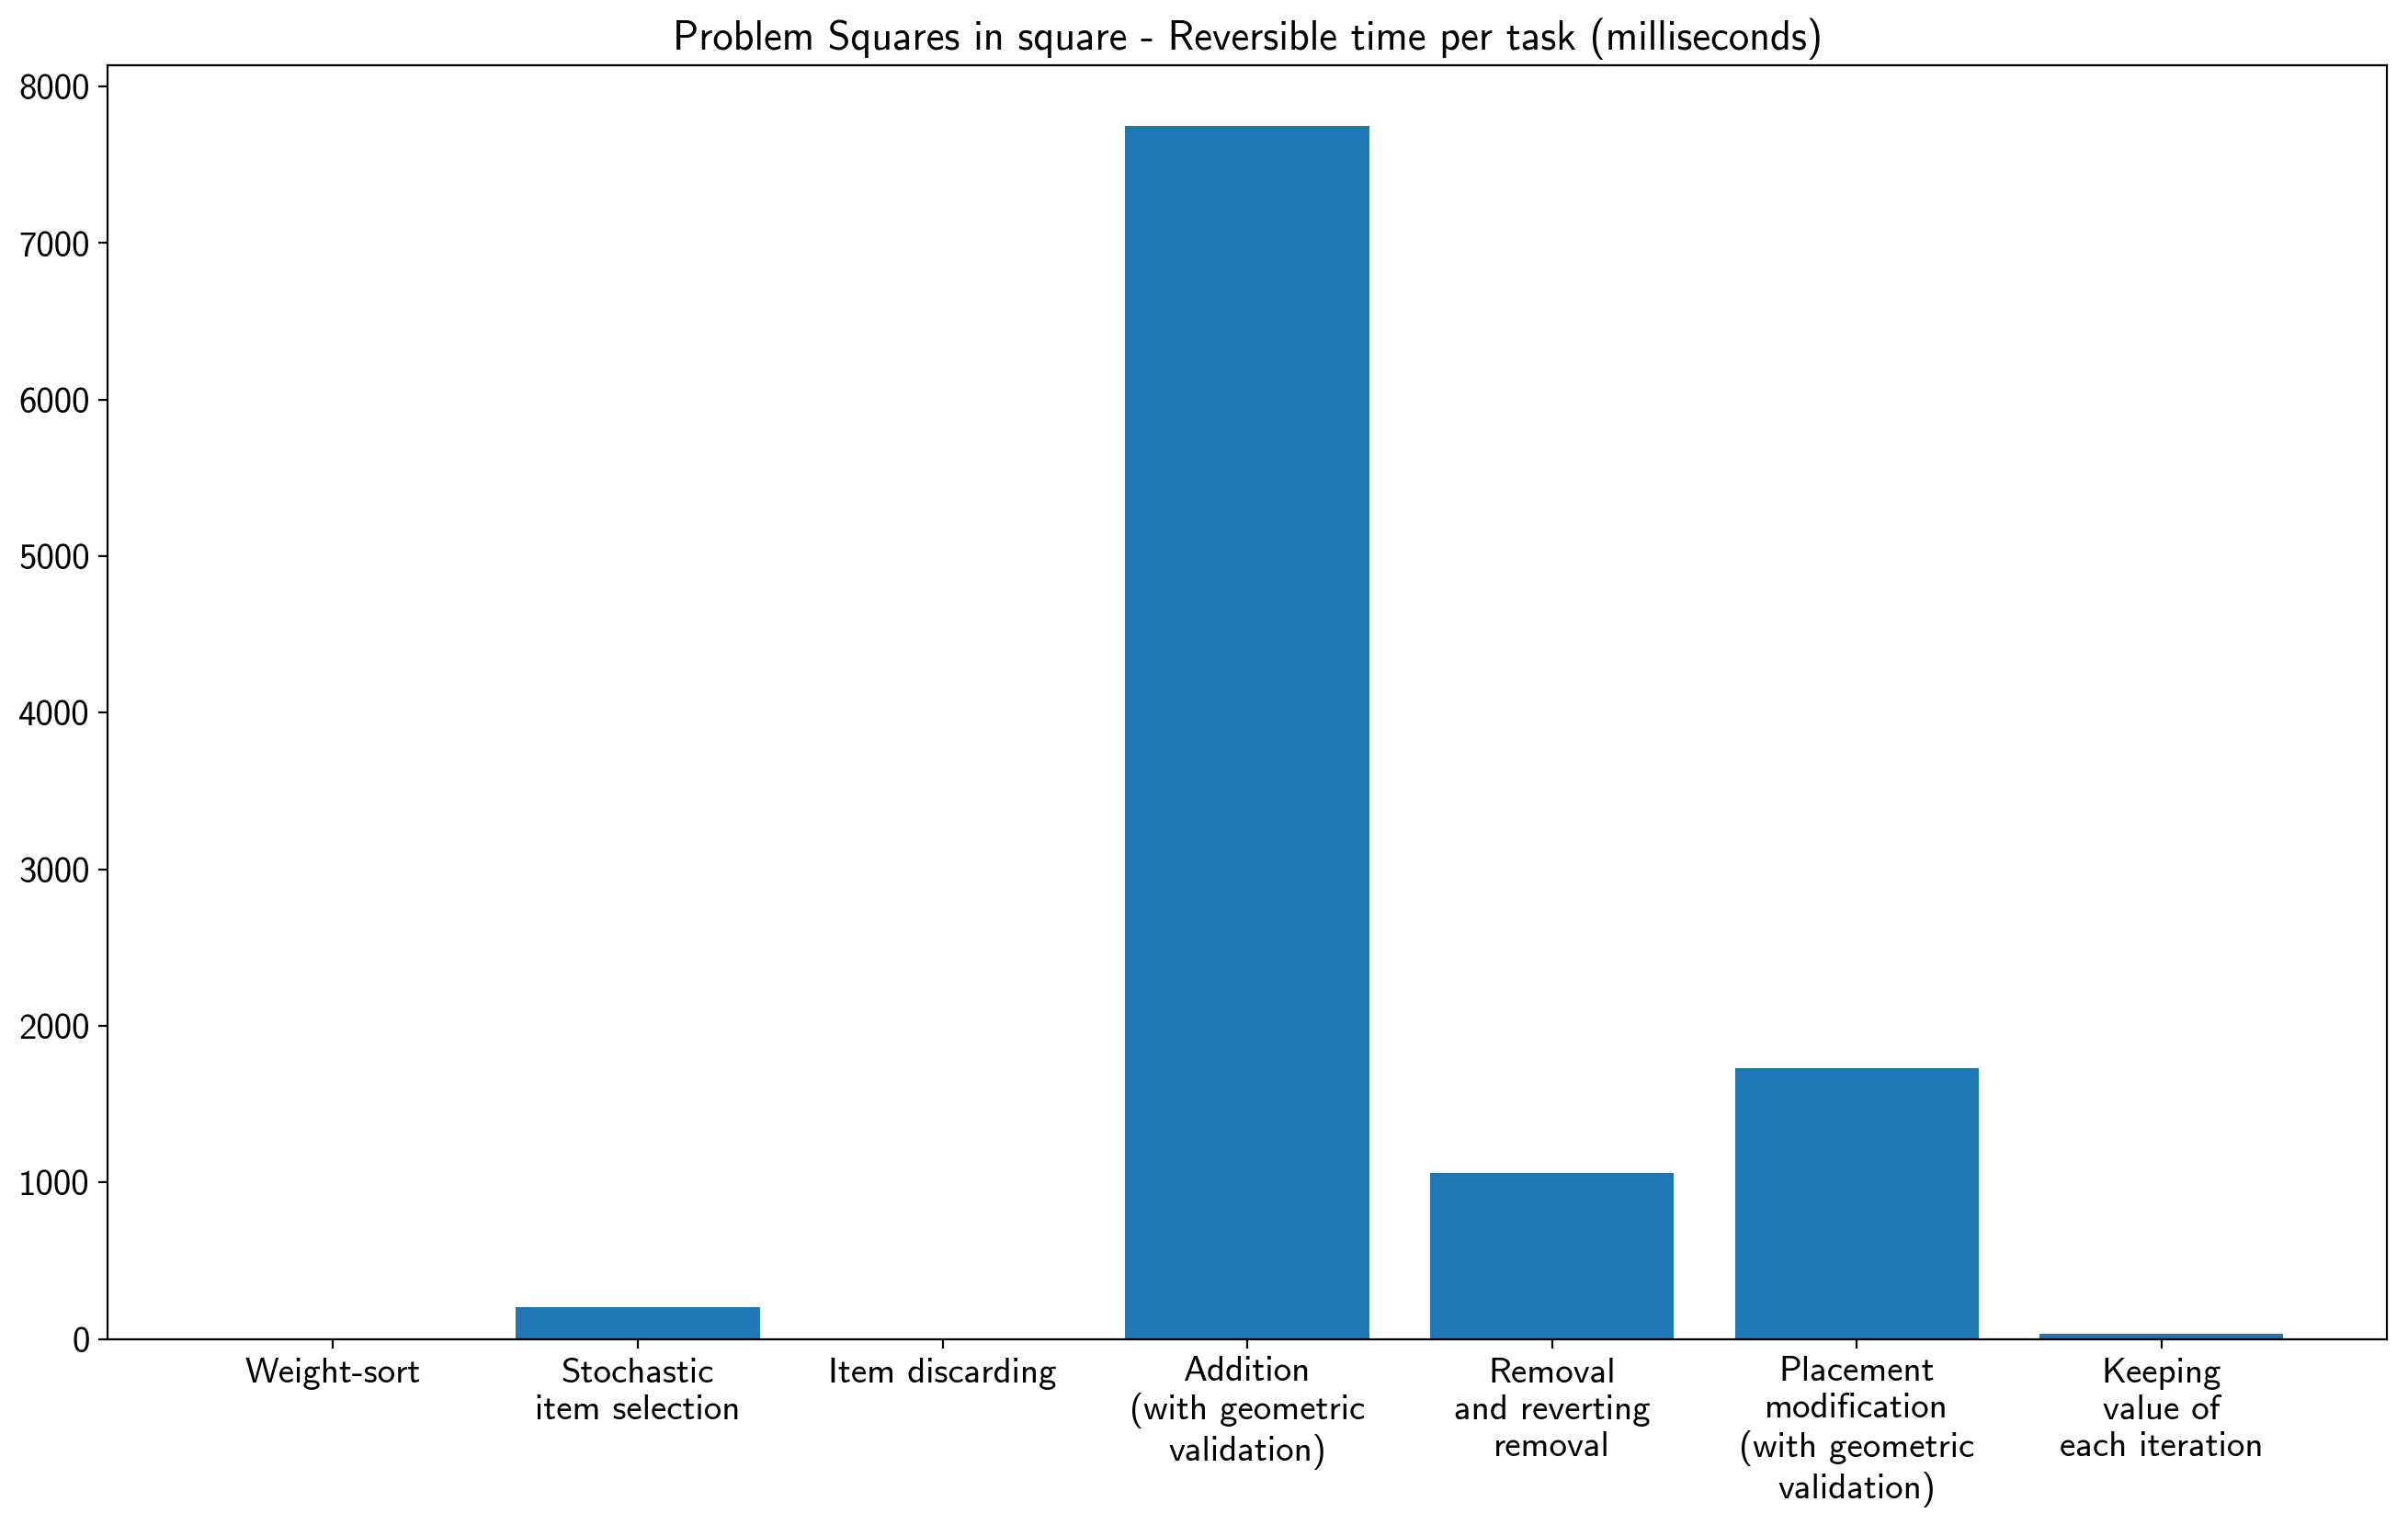 Problem Squares in square - Reversible time per task (milliseconds)
8000
7000
6000
5000
4000
3000
2000
1000
0
Weight-sort
Stochastic
item selection
Item discarding
Addition
(with geometric
validation)
Removal
and reverting
removal
Placement
modification
(with geometric
validation)
Keeping
value of
each iteration